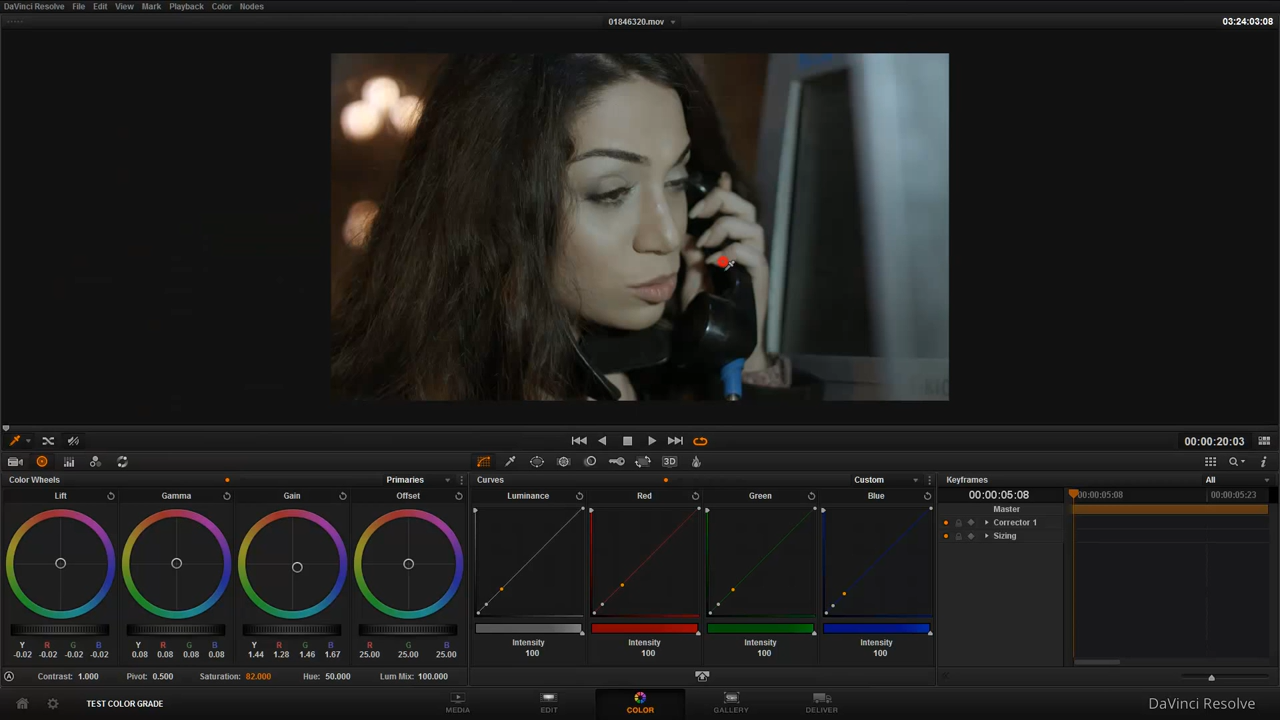 DaVinci Resolve File Edit View Mark Playback Color Nodes
01846320.mov 03:24:03:08
00:00:20:03
3D
Color Wheels Primaries Curves Custom Keyframes All
Lift Gamma Gain Offset Luminance Red Green Blue 00:00:05:08 00:00:05:08 00:00:05:23
Master
Corrector 1
Sizing
Intensity Intensity Intensity Intensity
Y R G B Y R G B Y R G B R G B 100 100 100 100
-0.02 -0.02 -0.02 -0.02 0.08 0.08 0.08 0.08 1.44 1.28 1.46 1.67 25.00 25.00 25.00
A Contrast: 1.000 Pivot: 0.500 Saturation: 82.000 Hue: 50.000 Lum Mix: 100.000
TEST COLOR GRADE MEDIA EDIT COLOR GALLERY DELIVER DaVinci Resolve